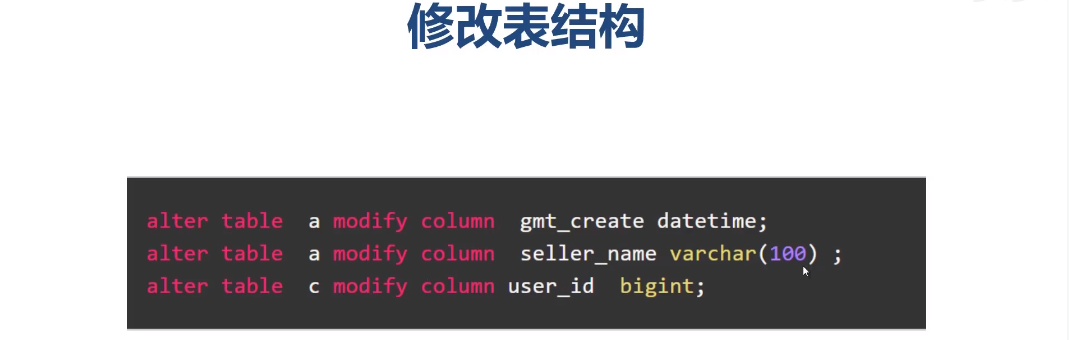 修改表结构
alter table  a modify column  gmt_create datetime;
alter table  a modify column  seller_name varchar(100) ;
alter table  c modify column user_id  bigint;